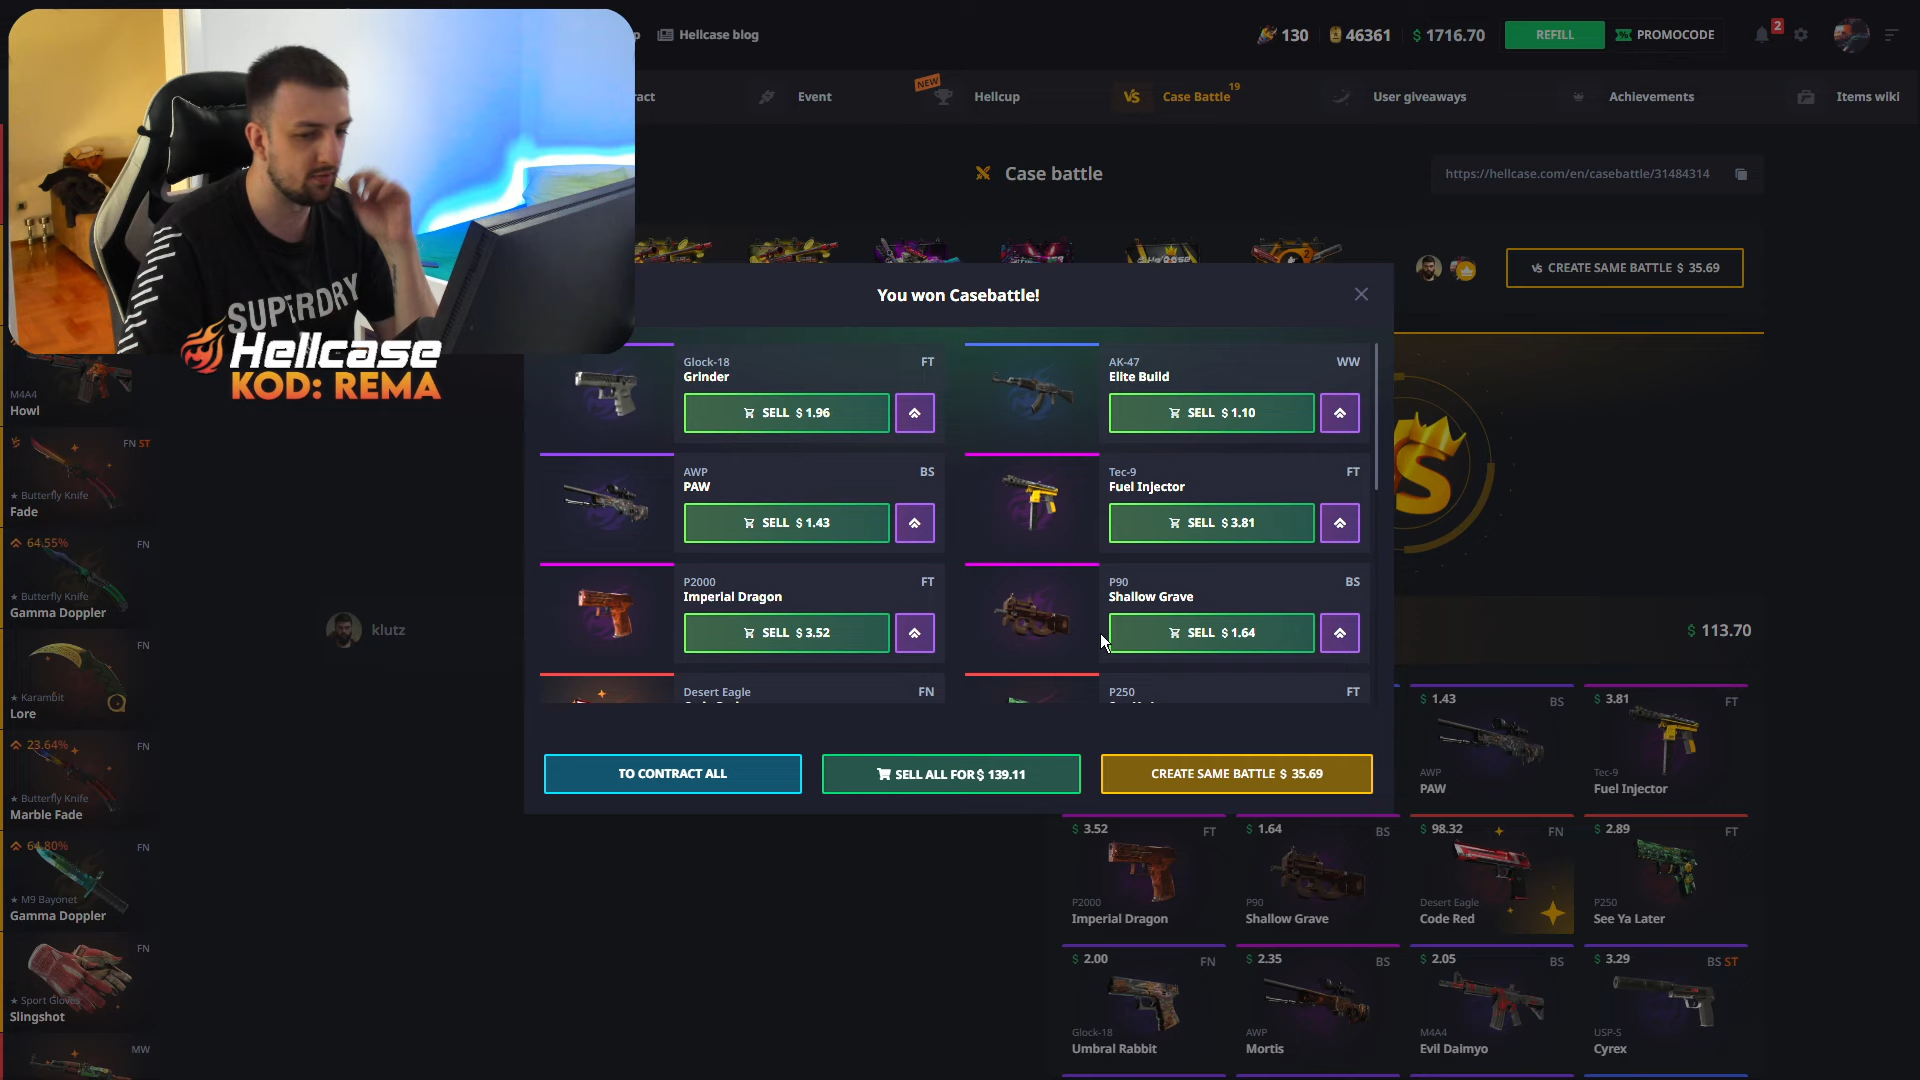 Hellcase blog
130
46361
$ 1716.70
REFILL
PROMOCODE
2
ract
Event
NEW
Hellcup
VS
Case Battle
19
User giveaways
Achievements
Items wiki
Case battle
https://hellcase.com/en/casebattle/31484314
VS CREATE SAME BATTLE $ 35.69
SUPERDRY
Hellcase
KOD: REMA
You won Casebattle!
Glock-18
FT
Grinder
SELL $ 1.96
AK-47
WW
Elite Build
SELL $ 1.10
AWP
BS
PAW
SELL $ 1.43
Tec-9
FT
Fuel Injector
SELL $ 3.81
P2000
FT
Imperial Dragon
SELL $ 3.52
P90
BS
Shallow Grave
SELL $ 1.64
Desert Eagle
FN
P250
FT
TO CONTRACT ALL
SELL ALL FOR $ 139.11
CREATE SAME BATTLE $ 35.69
M4A4
Howl
FN ST
★ Butterfly Knife
Fade
64.55%
FN
★ Butterfly Knife
Gamma Doppler
FN
★ Karambit
Lore
23.64%
FN
★ Butterfly Knife
Marble Fade
64.80%
FN
★ M9 Bayonet
Gamma Doppler
FN
★ Sport Gloves
Slingshot
MW
klutz
$ 113.70
$ 1.43
BS
AWP
PAW
$ 3.81
FT
Tec-9
Fuel Injector
$ 3.52
FT
P2000
Imperial Dragon
$ 1.64
BS
P90
Shallow Grave
$ 98.32
FN
Desert Eagle
Code Red
$ 2.89
FT
P250
See Ya Later
$ 2.00
FN
Glock-18
Umbral Rabbit
$ 2.35
BS
AWP
Mortis
$ 2.05
BS
M4A4
Evil Daimyo
$ 3.29
BS ST
USP-S
Cyrex